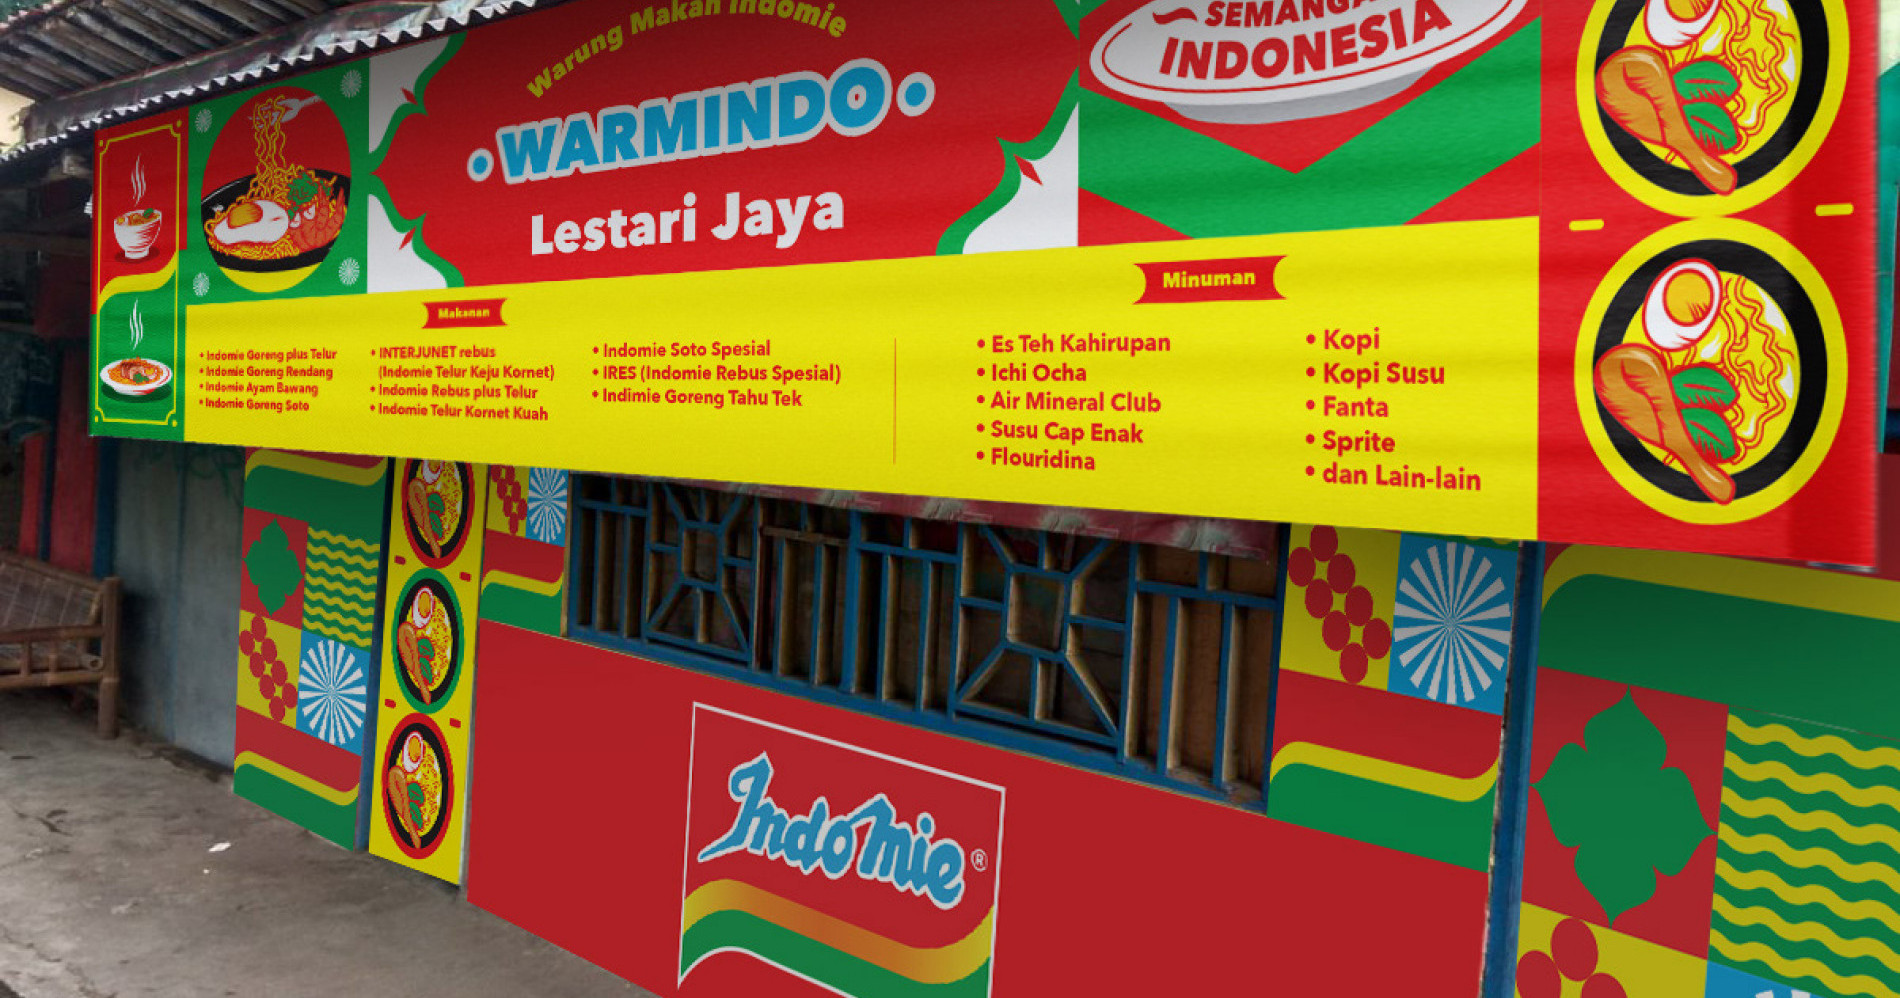 Warung Makan Indomie
WARMINDO
Lestari Jaya
SEMANGA
INDONESIA
Makanan
• Indomie Goreng plus Telur
• Indomie Goreng Rendang
• Indomie Ayam Bawang
• Indomie Goreng Soto
• INTERJUNET rebus
(Indomie Telur Keju Kornet)
• Indomie Rebus plus Telur
• Indomie Telur Kornet Kuah
• Indomie Soto Spesial
• IRES (Indomie Rebus Spesial)
• Indimie Goreng Tahu Tek
Minuman
• Es Teh Kahirupan
• Ichi Ocha
• Air Mineral Club
• Susu Cap Enak
• Flouridina
• Kopi
• Kopi Susu
• Fanta
• Sprite
• dan Lain-lain
Indomie ®